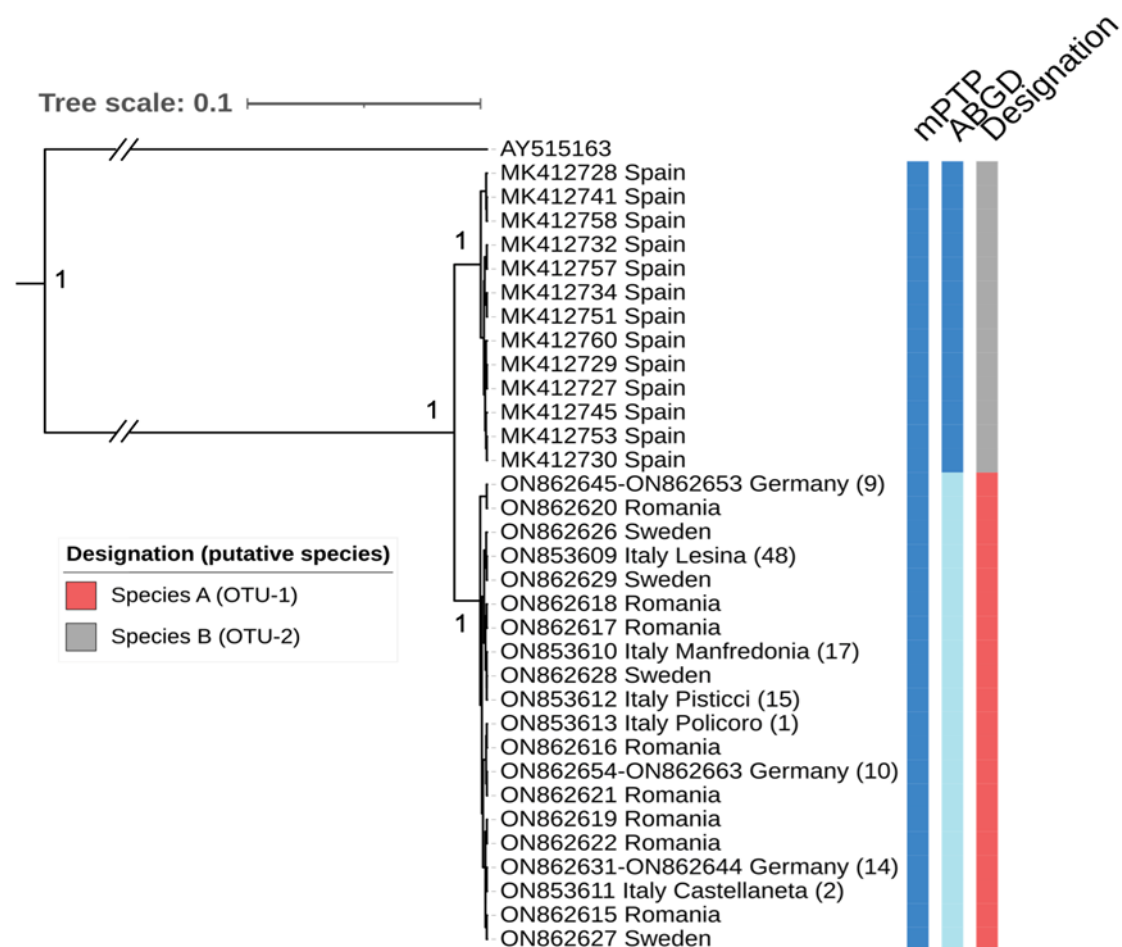 mPTP
ABGD
Designation
Tree scale: 0.1
AY515163
MK412728 Spain
MK412741 Spain
MK412758 Spain
1
MK412732 Spain
MK412757 Spain
1
MK412734 Spain
MK412751 Spain
MK412760 Spain
MK412729 Spain
MK412727 Spain
1
MK412745 Spain
MK412753 Spain
MK412730 Spain
ON862645-ON862653 Germany (9)
ON862620 Romania
ON862626 Sweden
ON853609 Italy Lesina (48)
ON862629 Sweden
ON862618 Romania
1
ON862617 Romania
ON853610 Italy Manfredonia (17)
ON862628 Sweden
ON853612 Italy Pisticci (15)
ON853613 Italy Policoro (1)
ON862616 Romania
ON862654-ON862663 Germany (10)
ON862621 Romania
ON862619 Romania
ON862622 Romania
ON862631-ON862644 Germany (14)
ON853611 Italy Castellaneta (2)
ON862615 Romania
ON862627 Sweden
Designation (putative species)
Species A (OTU-1)
Species B (OTU-2)